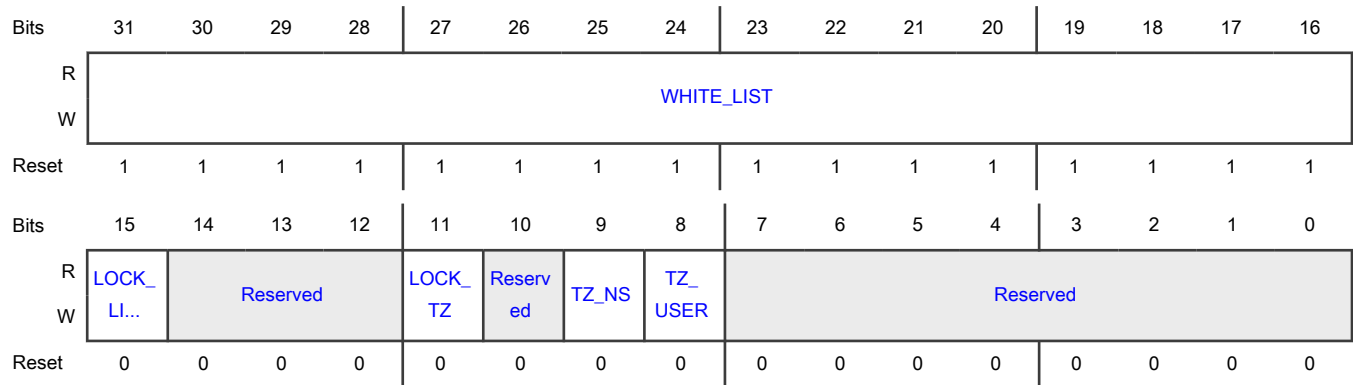 Bits 31 30 29 28 27 26 25 24 23 22 21 20 19 18 17 16
R
WHITE_LIST
W
Reset 1 1 1 1 1 1 1 1 1 1 1 1 1 1 1 1
Bits 15 14 13 12 11 10 9 8 7 6 5 4 3 2 1 0
R LOCK_ LOCK_ Reserv TZ_
Reserved TZ_NS Reserved
W LI... TZ ed USER
Reset 0 0 0 0 0 0 0 0 0 0 0 0 0 0 0 0